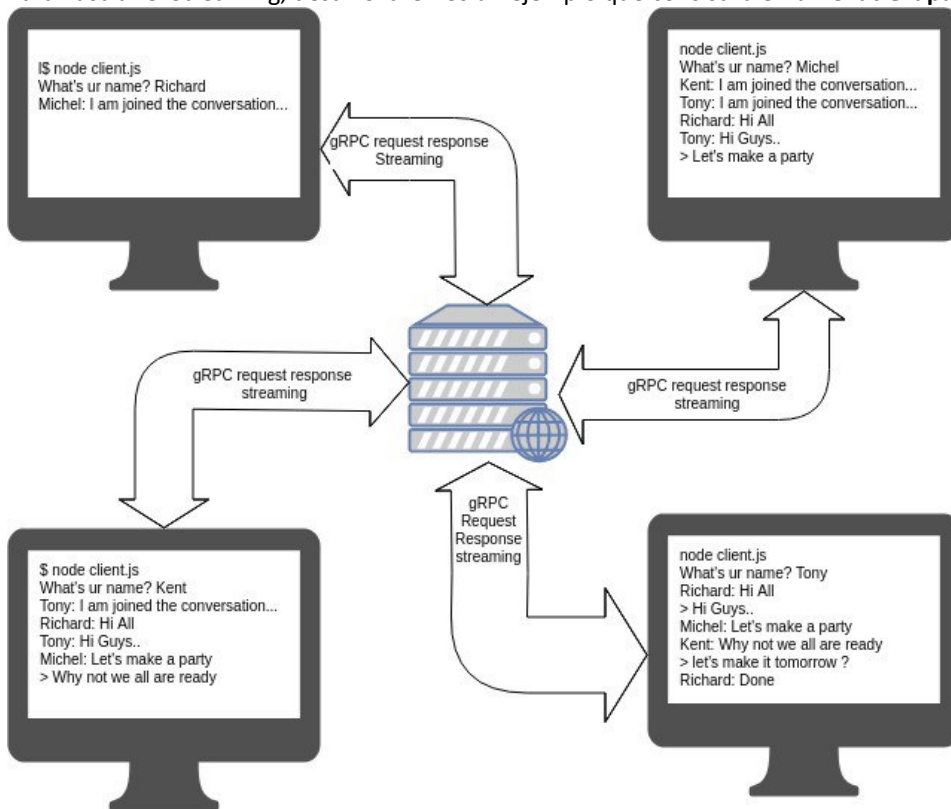 l$ node client.js
What's ur name? Richard
Michel: I am joined the conversation...
node client.js
What's ur name? Michel
Kent: I am joined the conversation...
Tony: I am joined the conversation...
Richard: Hi All
Tony: Hi Guys..
> Let's make a party
gRPC request response
Streaming
gRPC request response
streaming
gRPC request response
streaming
gRPC
Request
Response
streaming
$ node client.js
What's ur name? Kent
Tony: I am joined the conversation...
Richard: Hi All
Tony: Hi Guys..
Michel: Let's make a party
> Why not we all are ready
node client.js
What's ur name? Tony
Richard: Hi All
> Hi Guys..
Michel: Let's make a party
Kent: Why not we all are ready
> let's make it tomorrow ?
Richard: Done